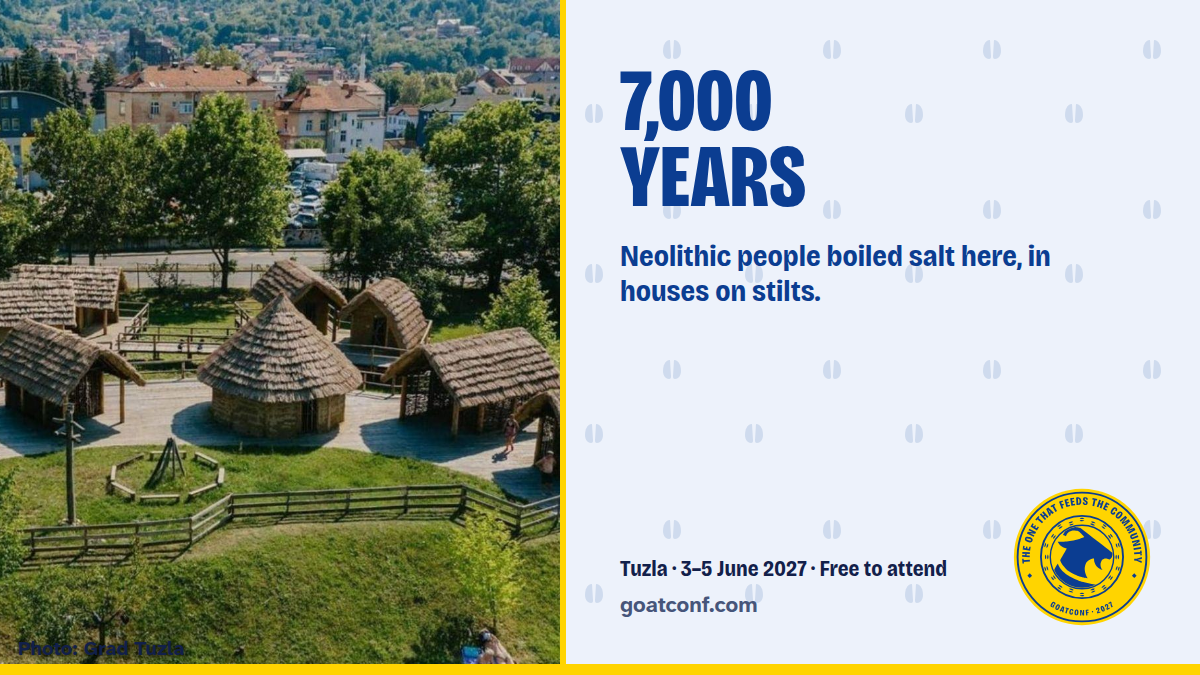 7,000
YEARS
Neolithic people boiled salt here, in
houses on stilts.
Tuzla · 3–5 June 2027 · Free to attend
goatconf.com
THE ONE THAT FEEDS THE COMMUNITY
GOATCONF · 2027
Photo: Grad Tuzla